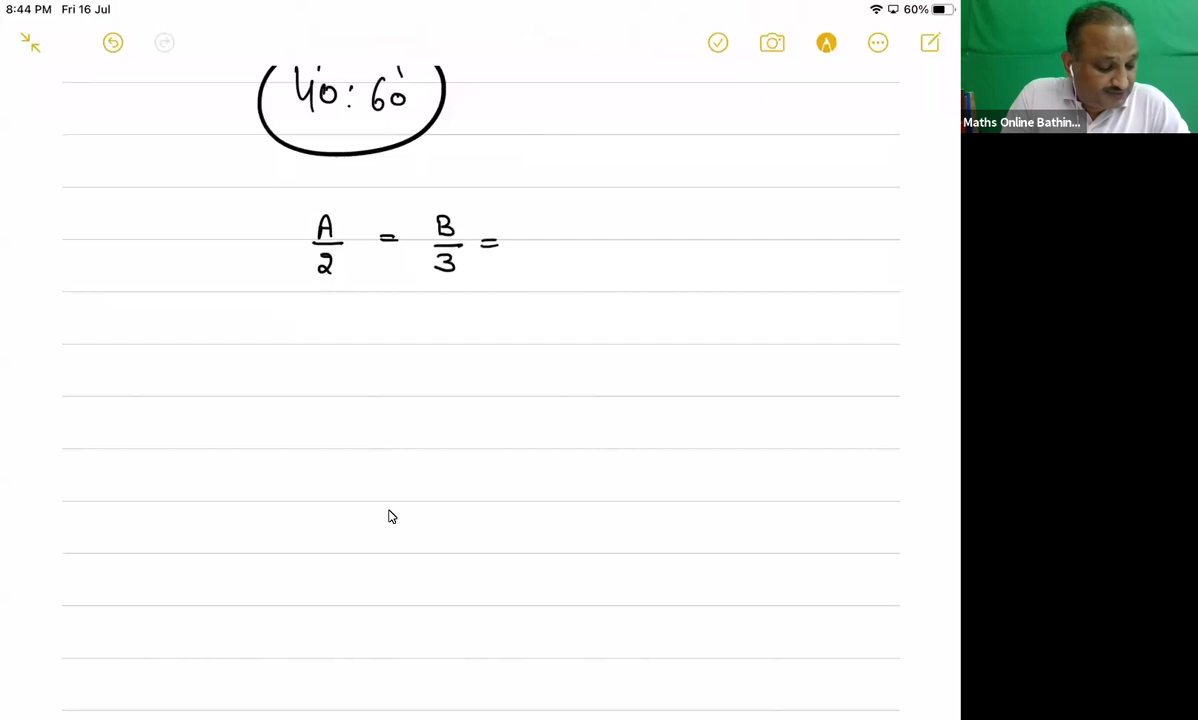 8:44 PM Fri 16 Jul
60%
40 : 60
A/2 = B/3 =
Maths Online Bathin...